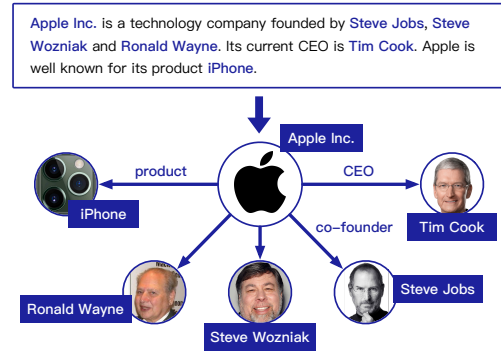 Apple Inc. is a technology company founded by Steve Jobs, Steve
Wozniak and Ronald Wayne. Its current CEO is Tim Cook. Apple is
well known for its product iPhone.
Apple Inc.
product
CEO
iPhone
Tim Cook
co-founder
Ronald Wayne
Steve Wozniak
Steve Jobs